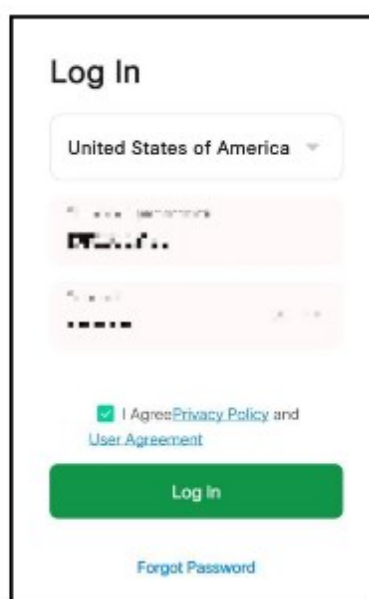 Log In
United States of America
I AgreePrivacy Policy and
User Agreement
Log In
Forgot Password